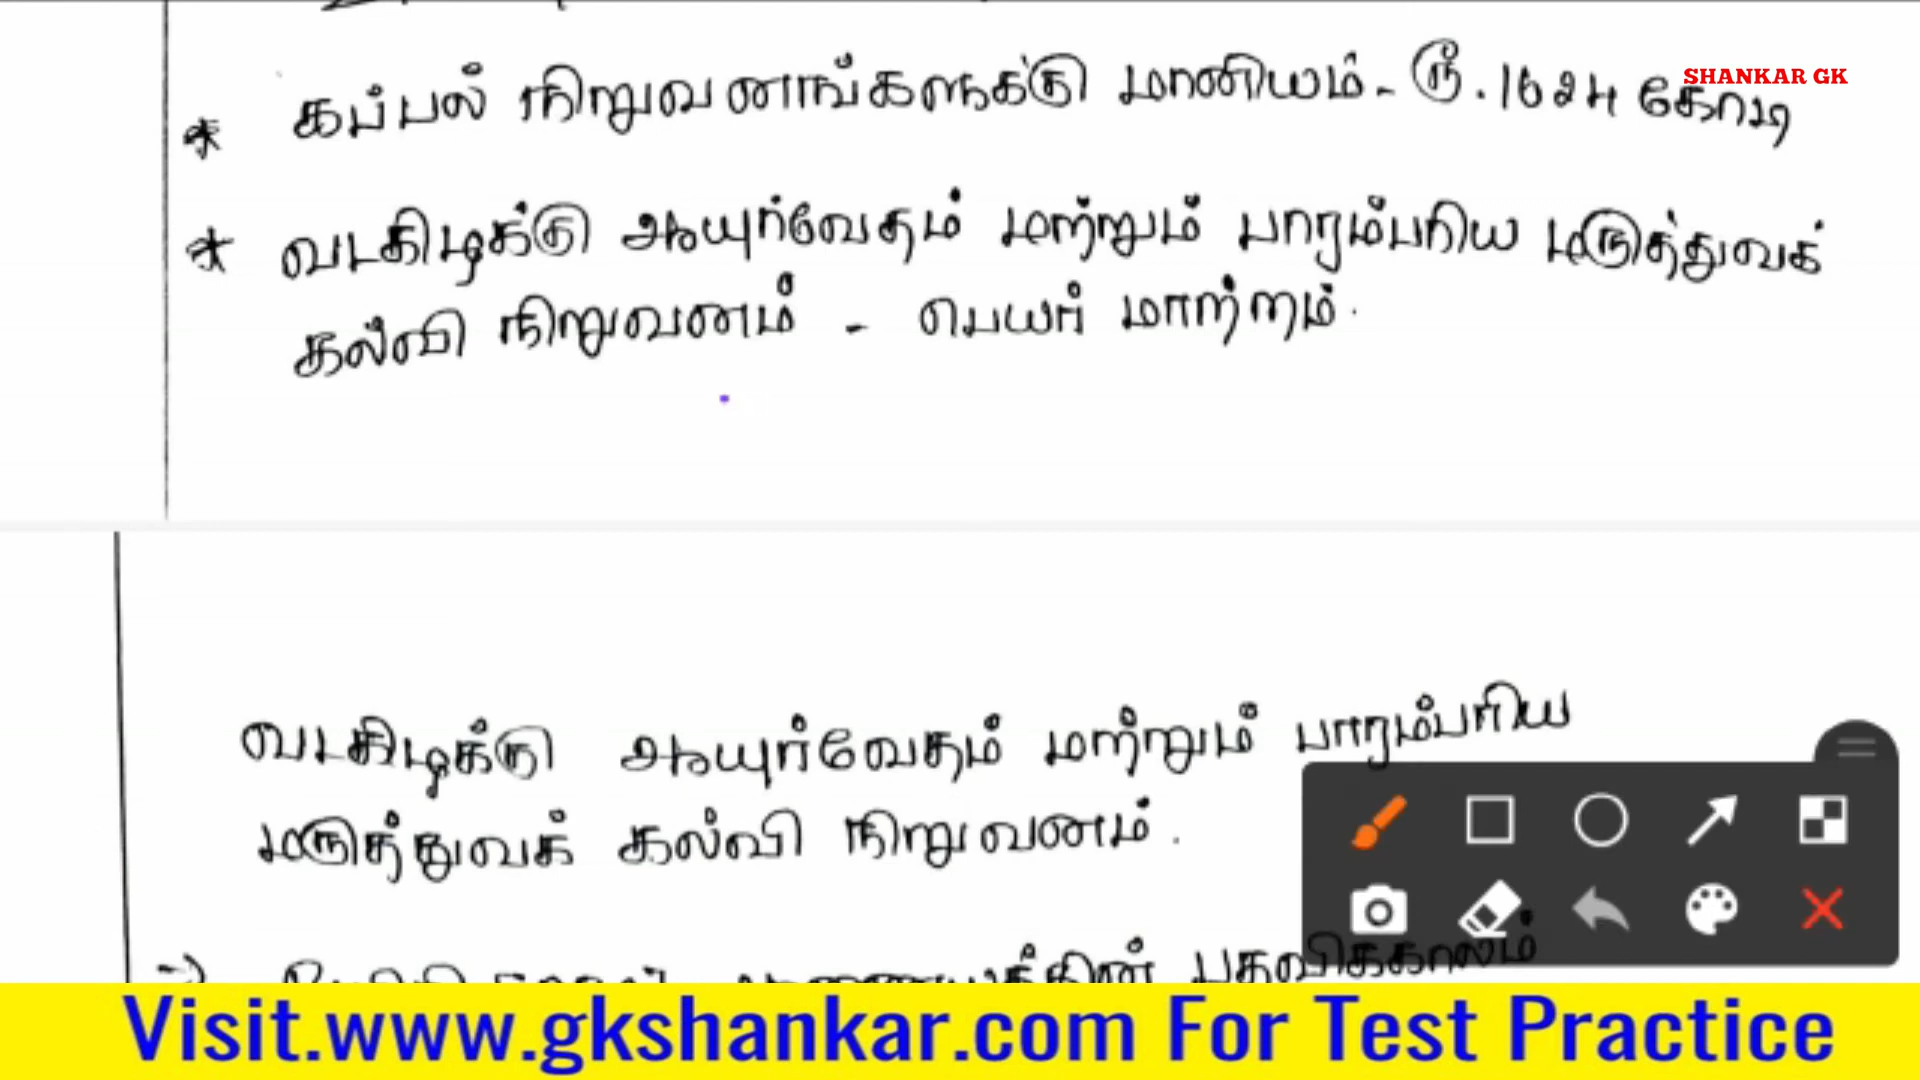 SHANKAR GK
* கப்பல் நிறுவனங்களுக்கு மானியம் - ரூ. 1624 கோடி
* வடகிழக்கு ஆயுர்வேதம் மற்றும் பாரம்பரிய மருத்துவக்
கல்வி நிறுவனம் - பெயர் மாற்றம்.
வடகிழக்கு ஆயுர்வேதம் மற்றும் பாரம்பரிய
மருத்துவக் கல்வி நிறுவனம்.
பதவிக்காலம்
Visit.www.gkshankar.com For Test Practice